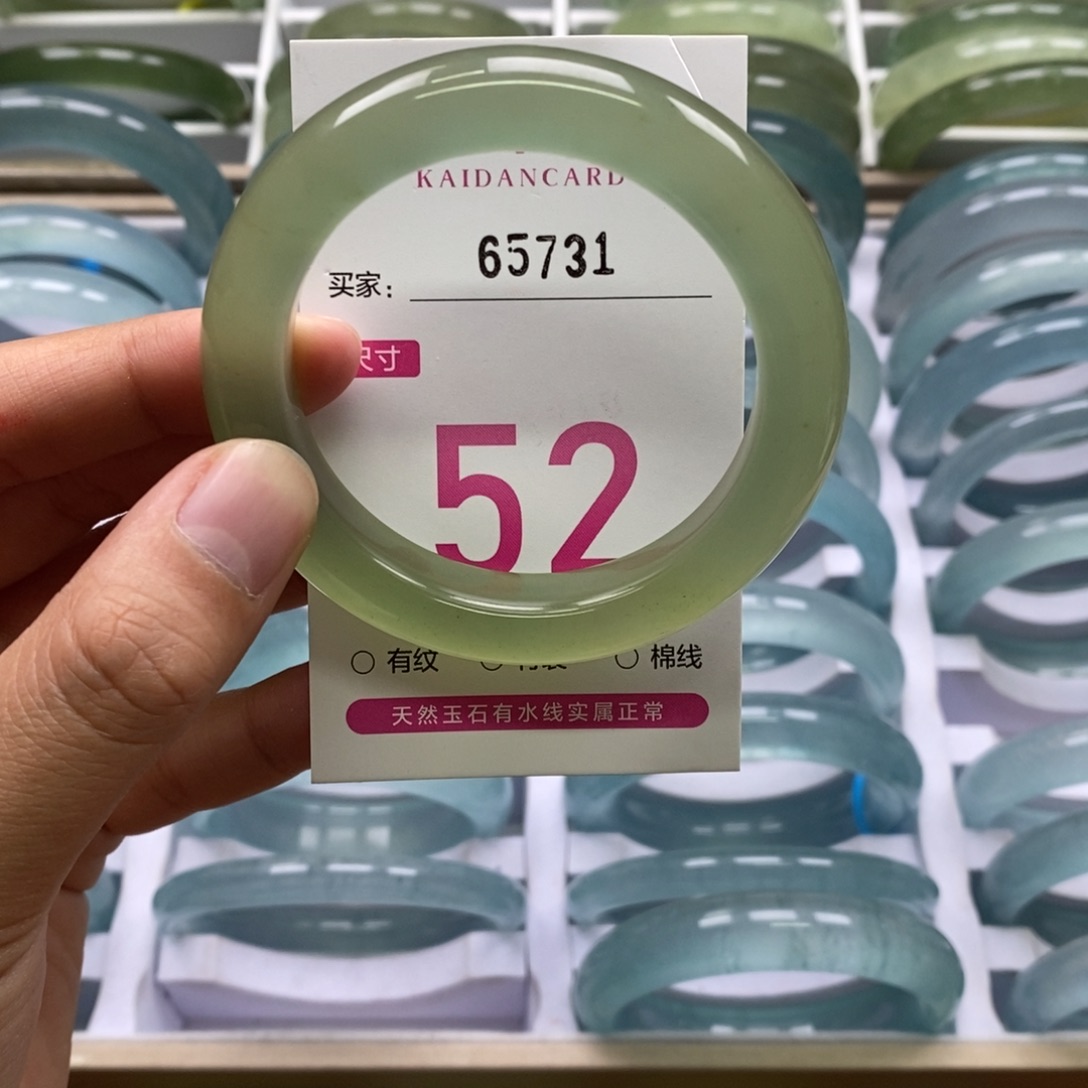 KAIDANCARD
65731
买家：
尺寸
52
○ 有纹 ○ ○ 棉线
天然玉石有水线实属正常